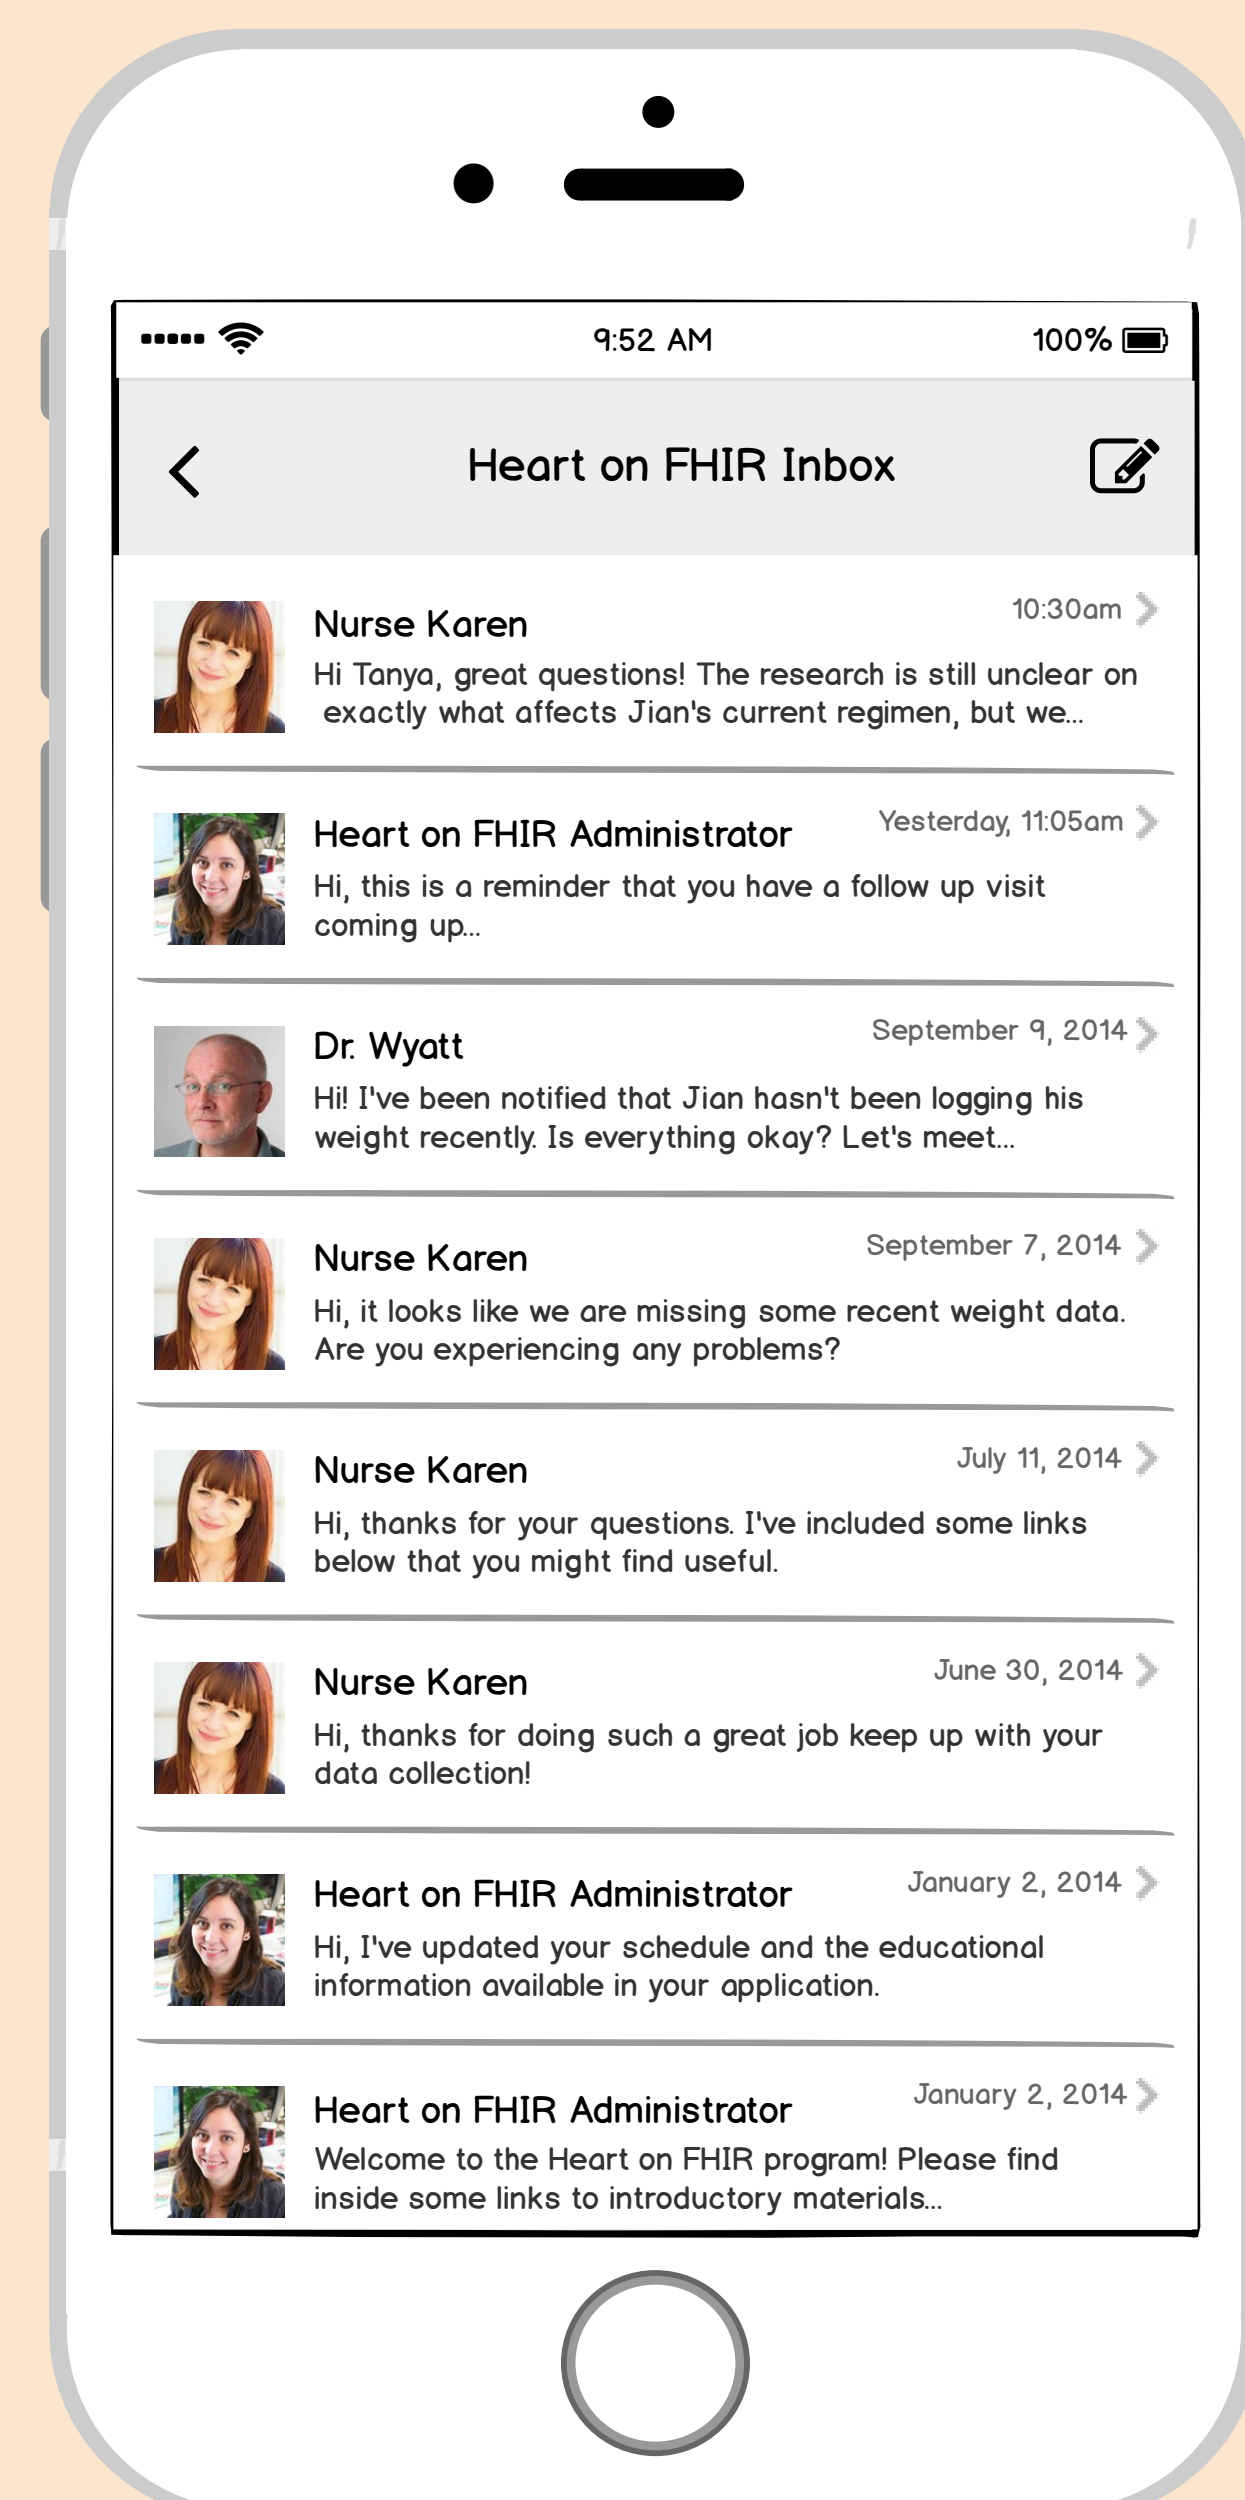 9:52 AM 100%
Heart on FHIR Inbox
Nurse Karen 10:30am
Hi Tanya, great questions! The research is still unclear on
exactly what affects Jian's current regimen, but we...
Heart on FHIR Administrator Yesterday, 11:05am
Hi, this is a reminder that you have a follow up visit
coming up...
Dr. Wyatt September 9, 2014
Hi! I've been notified that Jian hasn't been logging his
weight recently. Is everything okay? Let's meet...
Nurse Karen September 7, 2014
Hi, it looks like we are missing some recent weight data.
Are you experiencing any problems?
Nurse Karen July 11, 2014
Hi, thanks for your questions. I've included some links
below that you might find useful.
Nurse Karen June 30, 2014
Hi, thanks for doing such a great job keep up with your
data collection!
Heart on FHIR Administrator January 2, 2014
Hi, I've updated your schedule and the educational
information available in your application.
Heart on FHIR Administrator January 2, 2014
Welcome to the Heart on FHIR program! Please find
inside some links to introductory materials...